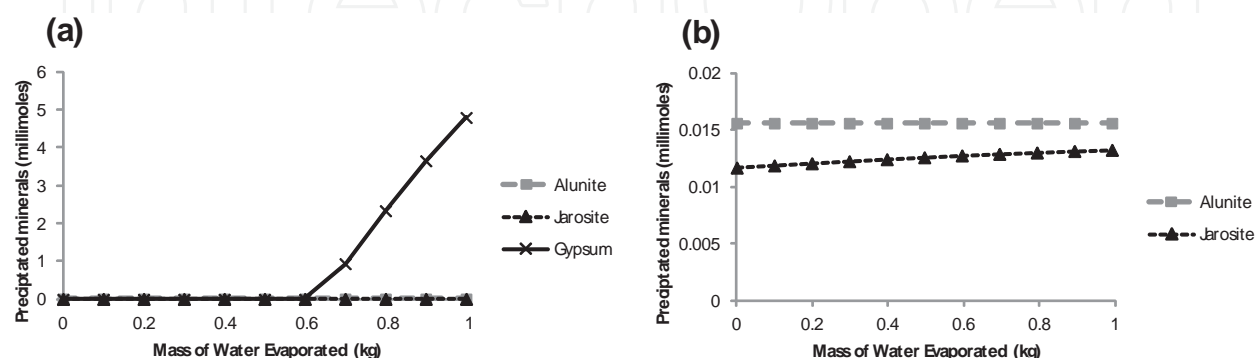 (a)
Preciptated minerals (millimoles)
6
5
4
3
2
1
0
0
0.2
0.4
0.6
0.8
1
Mass of Water Evaporated (kg)
Alunite
Jarosite
Gypsum
(b)
Preciptated minerals (millimoles)
0.02
0.015
0.01
0.005
0
0
0.2
0.4
0.6
0.8
1
Mass of Water Evaporated (kg)
Alunite
Jarosite